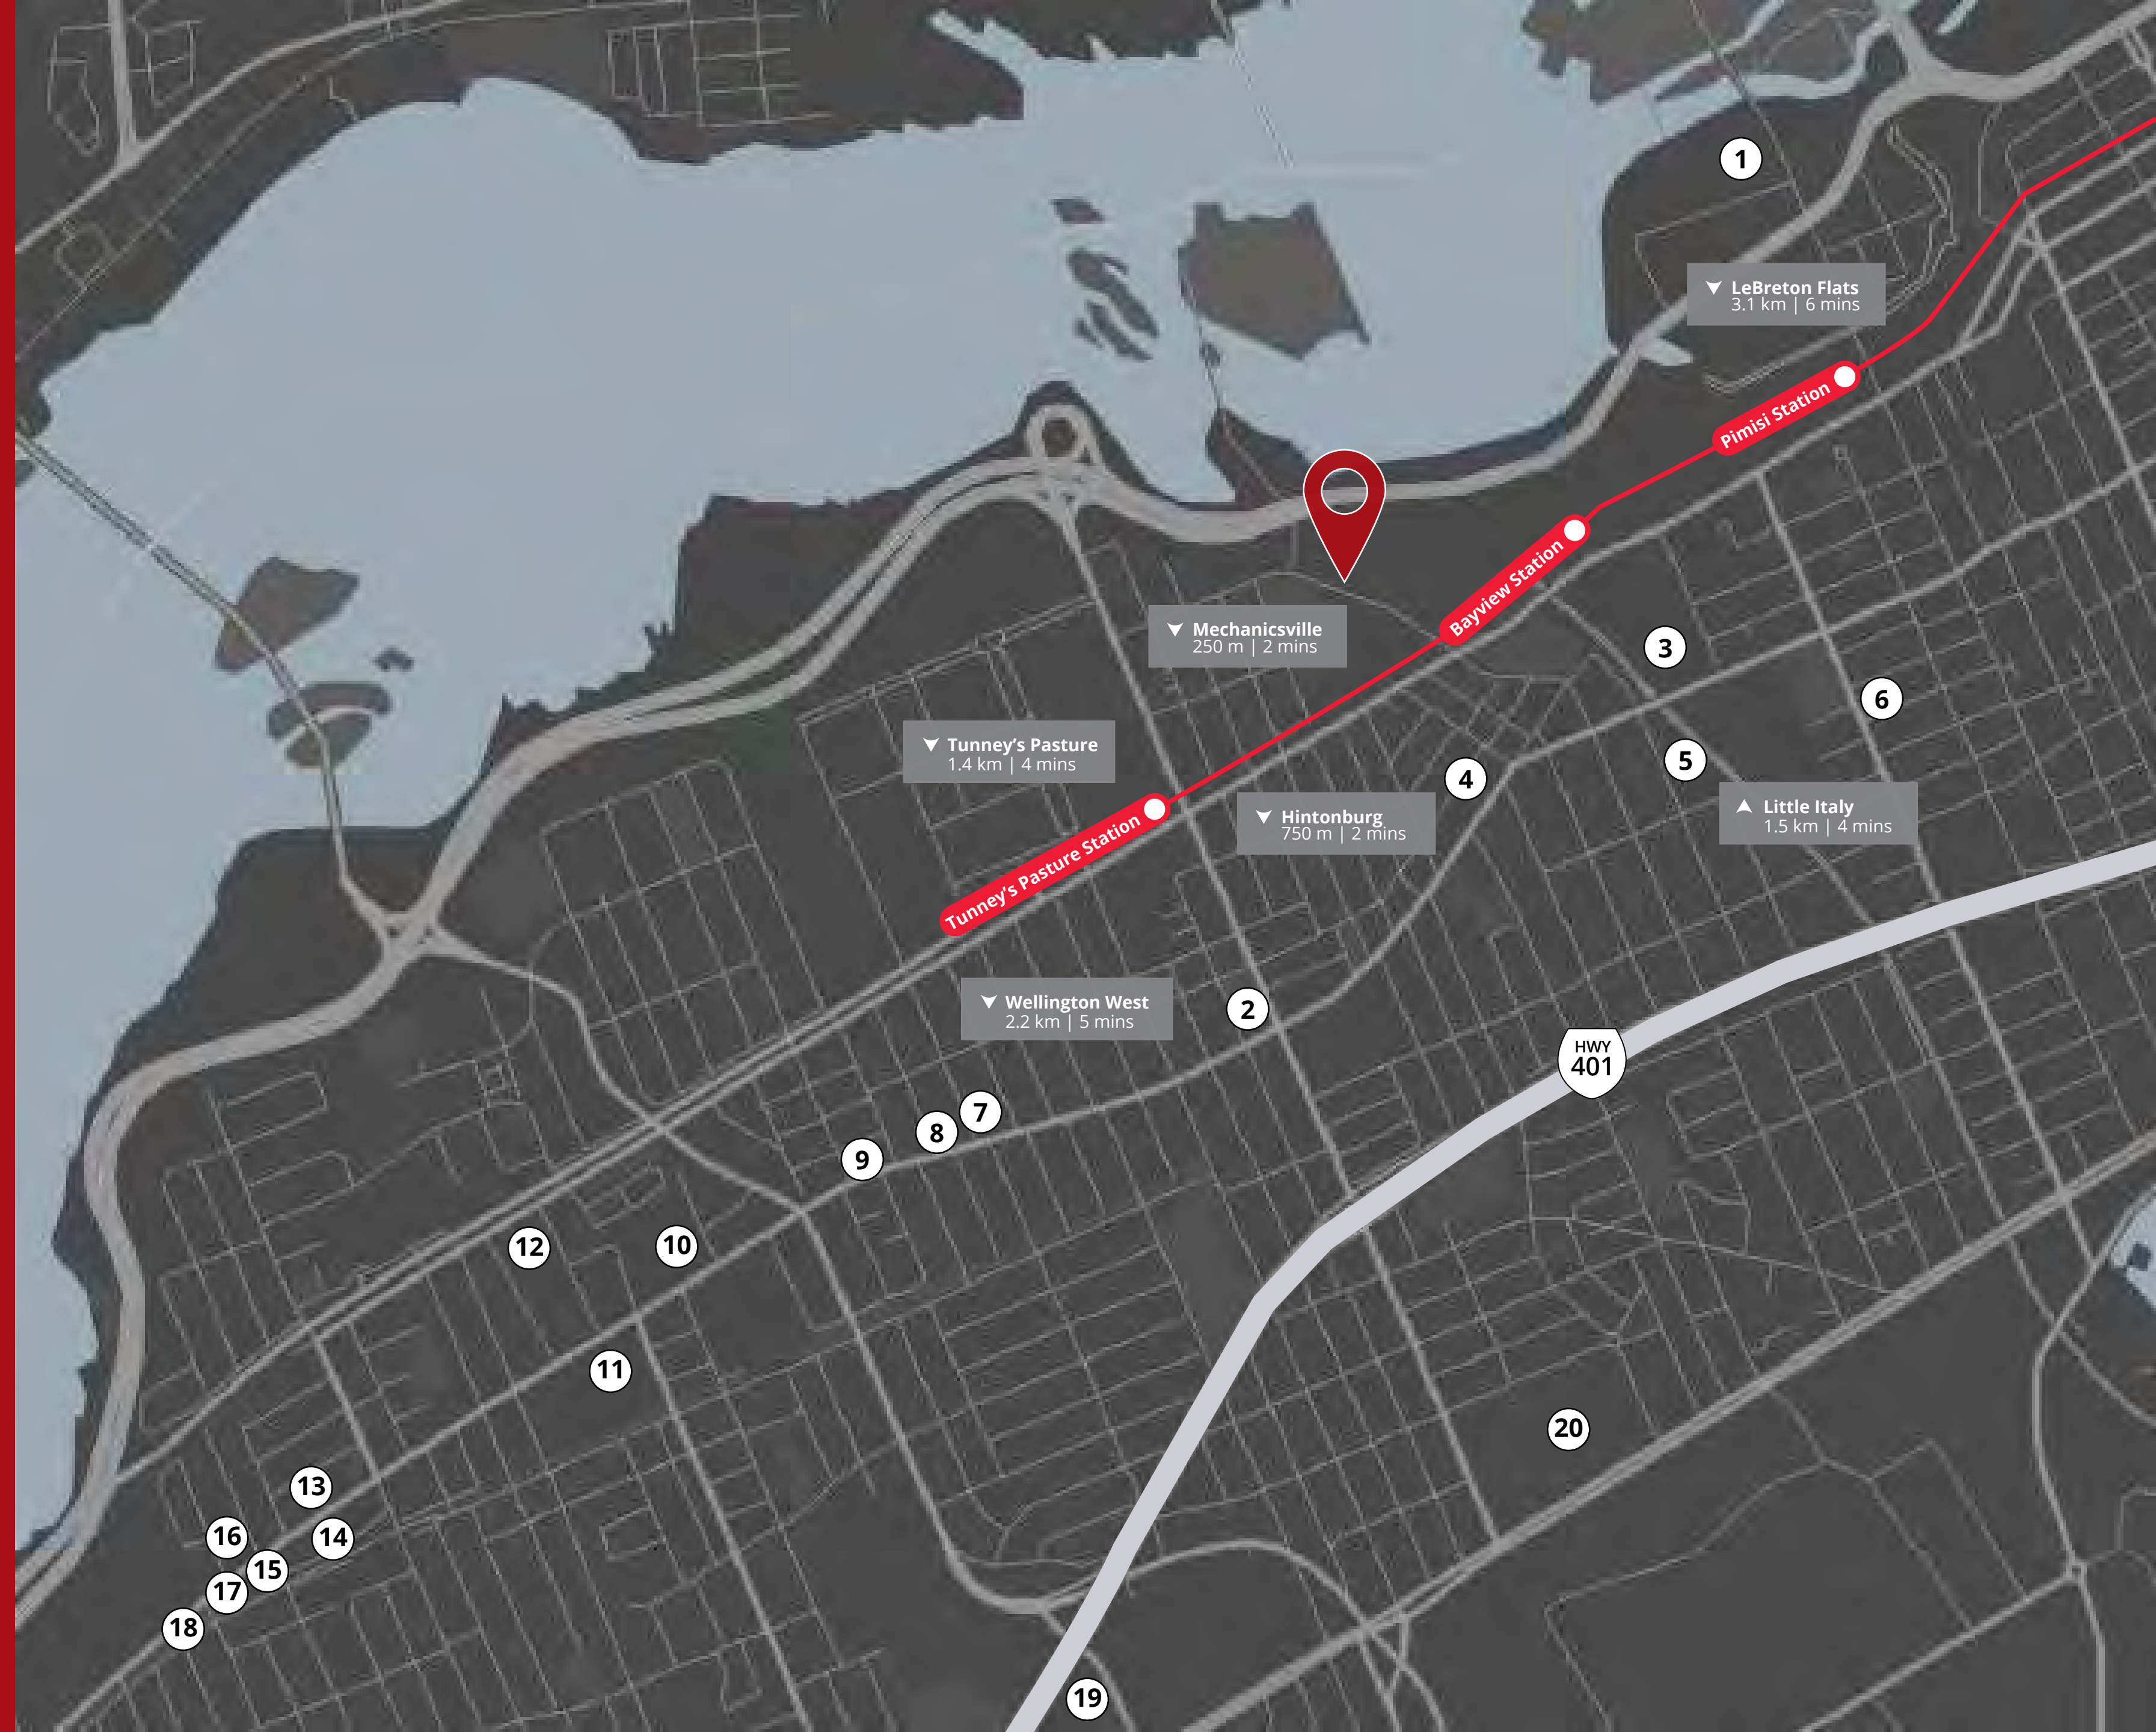 1
LeBreton Flats
3.1 km | 6 mins
Pimisi Station
Bayview Station
Mechanicsville
250 m | 2 mins
3
6
Tunney’s Pasture
1.4 km | 4 mins
5
4
Little Italy
1.5 km | 4 mins
Hintonburg
750 m | 2 mins
Tunney’s Pasture Station
Wellington West
2.2 km | 5 mins
2
HWY
401
7
8
9
10
12
11
20
13
16
14
15
17
18
19